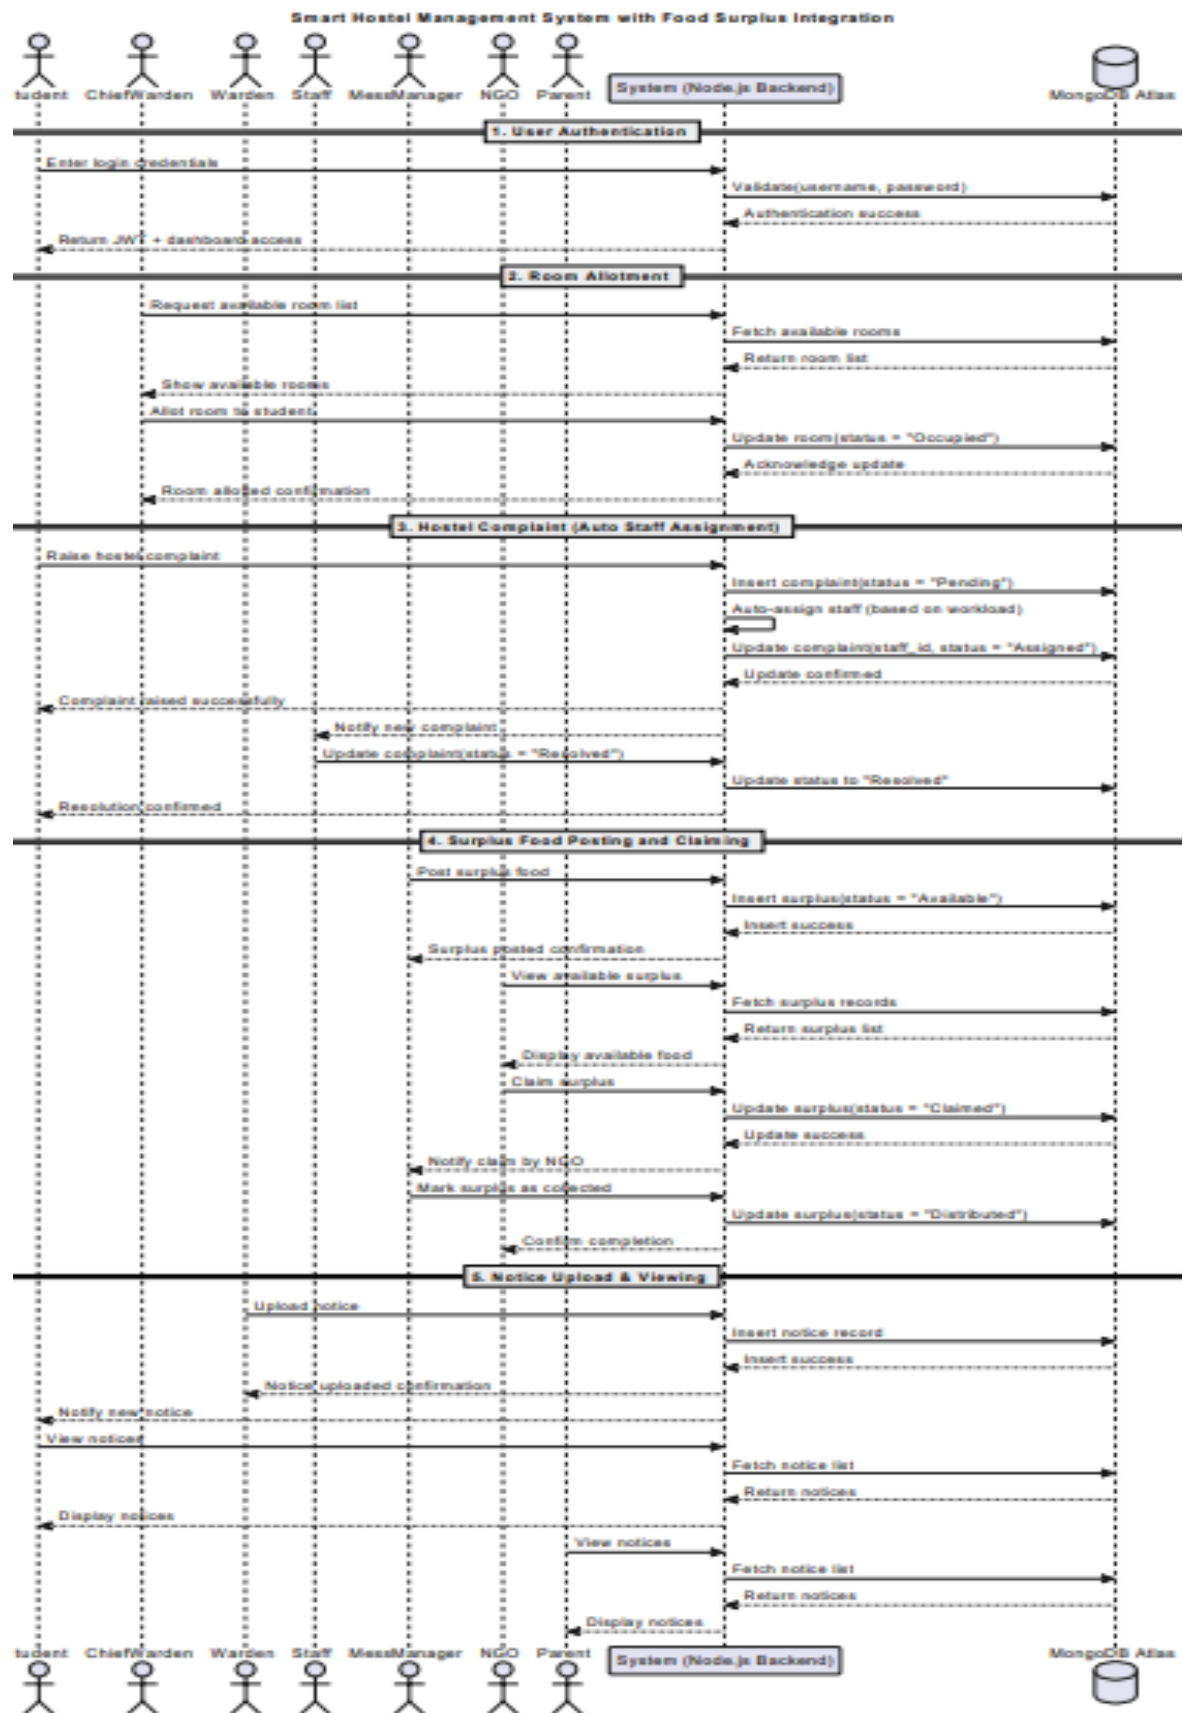 Smart Hostel Management System with Food Surplus Integration
tudent ChiefWarden Warden Staff MessManager NGO Parent System (Node.js Backend) MongoDB Atlas
1. User Authentication
Enter login credentials
Validate(username, password)
Authentication success
Return JWT + dashboard access
2. Room Allotment
Request available room list
Fetch available rooms
Return room list
Show available rooms
Allot room to student
Update room(status = "Occupied")
Acknowledge update
Room allotted confirmation
3. Hostel Complaint (Auto Staff Assignment)
Raise hostel complaint
Insert complaint(status = "Pending")
Auto-assign staff (based on workload)
Update complaint(staff_id, status = "Assigned")
Update confirmed
Complaint raised successfully
Notify new complaint
Update complaint(status = "Resolved")
Update status to "Resolved"
Resolution confirmed
4. Surplus Food Posting and Claiming
Post surplus food
Insert surplus(status = "Available")
Insert success
Surplus posted confirmation
View available surplus
Fetch surplus records
Return surplus list
Display available food
Claim surplus
Update surplus(status = "Claimed")
Update success
Notify claim by NGO
Mark surplus as collected
Update surplus(status = "Distributed")
Confirm completion
5. Notice Upload & Viewing
Upload notice
Insert notice record
Insert success
Notice uploaded confirmation
Notify new notice
View notices
Fetch notice list
Return notices
Display notices
View notices
Fetch notice list
Return notices
Display notices
tudent ChiefWarden Warden Staff MessManager NGO Parent System (Node.js Backend) MongoDB Atlas